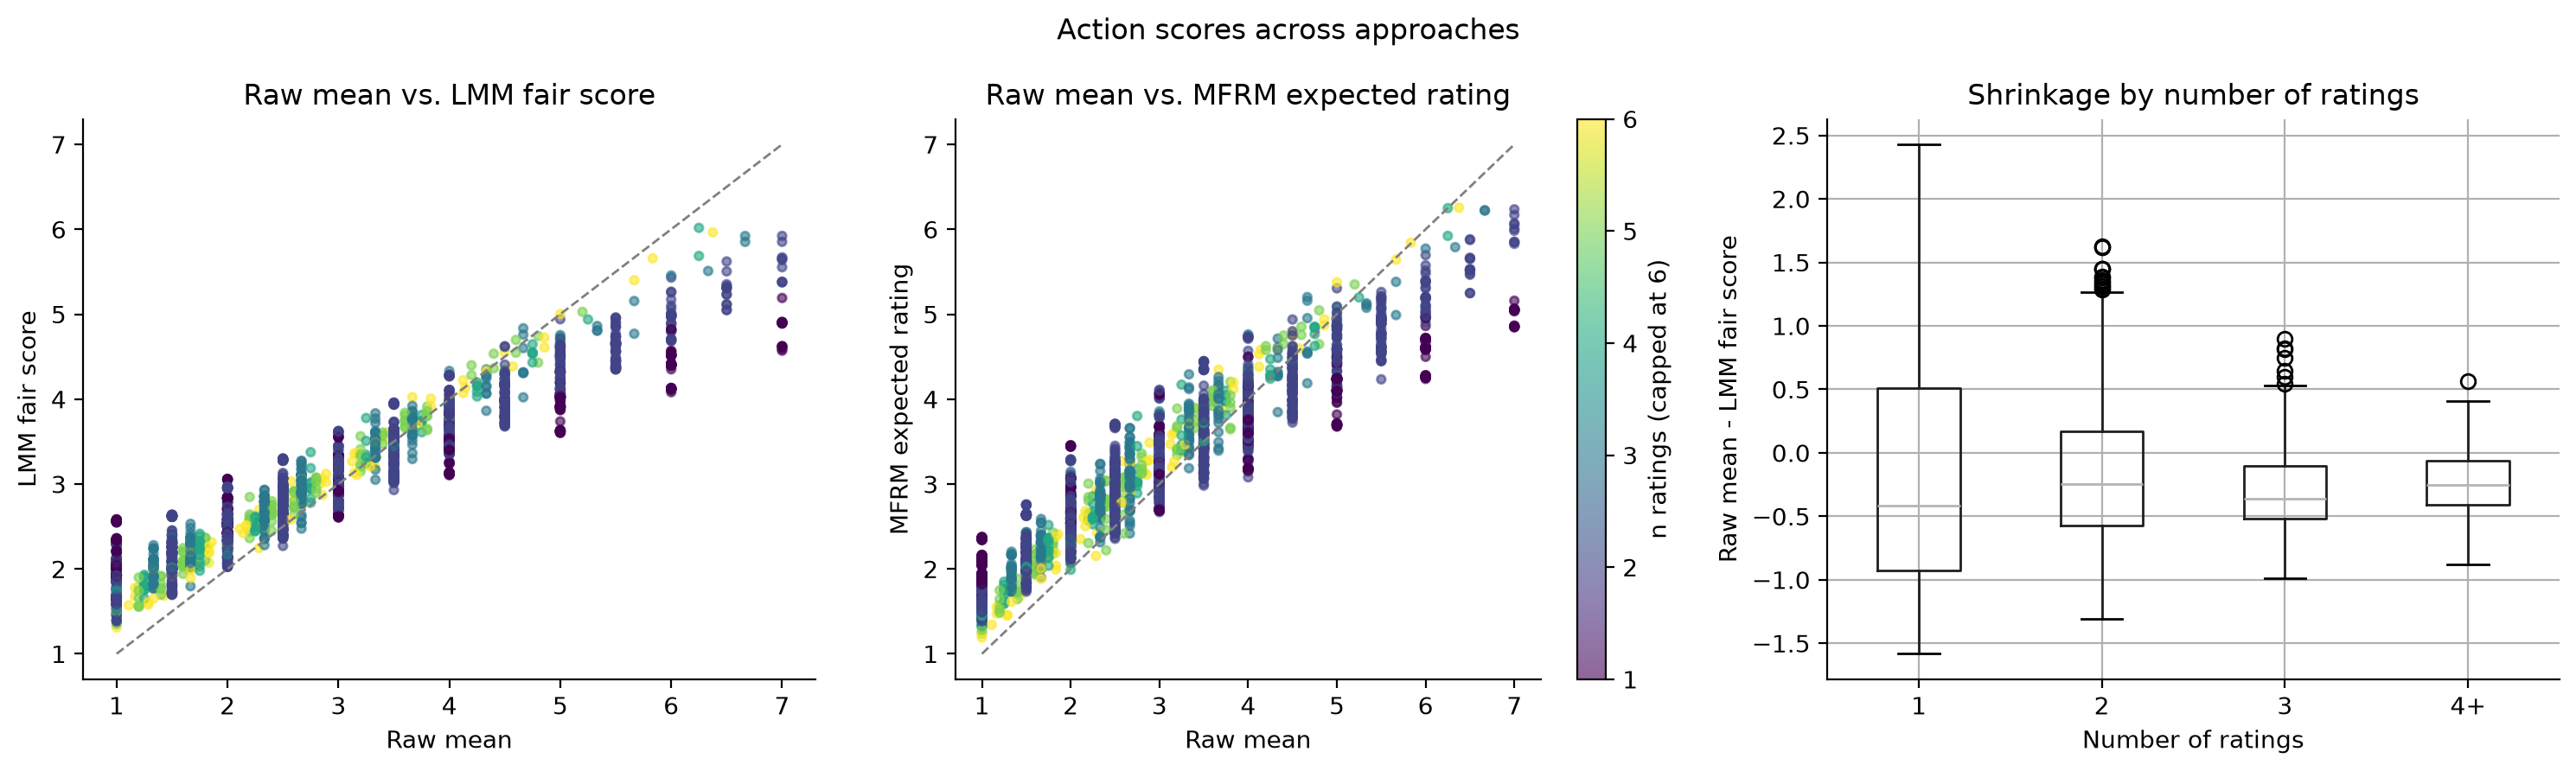 Action scores across approaches
Raw mean vs. LMM fair score
7
6
5
4
3
2
1
LMM fair score
1 2 3 4 5 6 7
Raw mean
Raw mean vs. MFRM expected rating
7
6
5
4
3
2
1
MFRM expected rating
1 2 3 4 5 6 7
Raw mean
6
5
4
3
2
1
n ratings (capped at 6)
Shrinkage by number of ratings
2.5
2.0
1.5
1.0
0.5
0.0
−0.5
−1.0
−1.5
Raw mean - LMM fair score
1 2 3 4+
Number of ratings